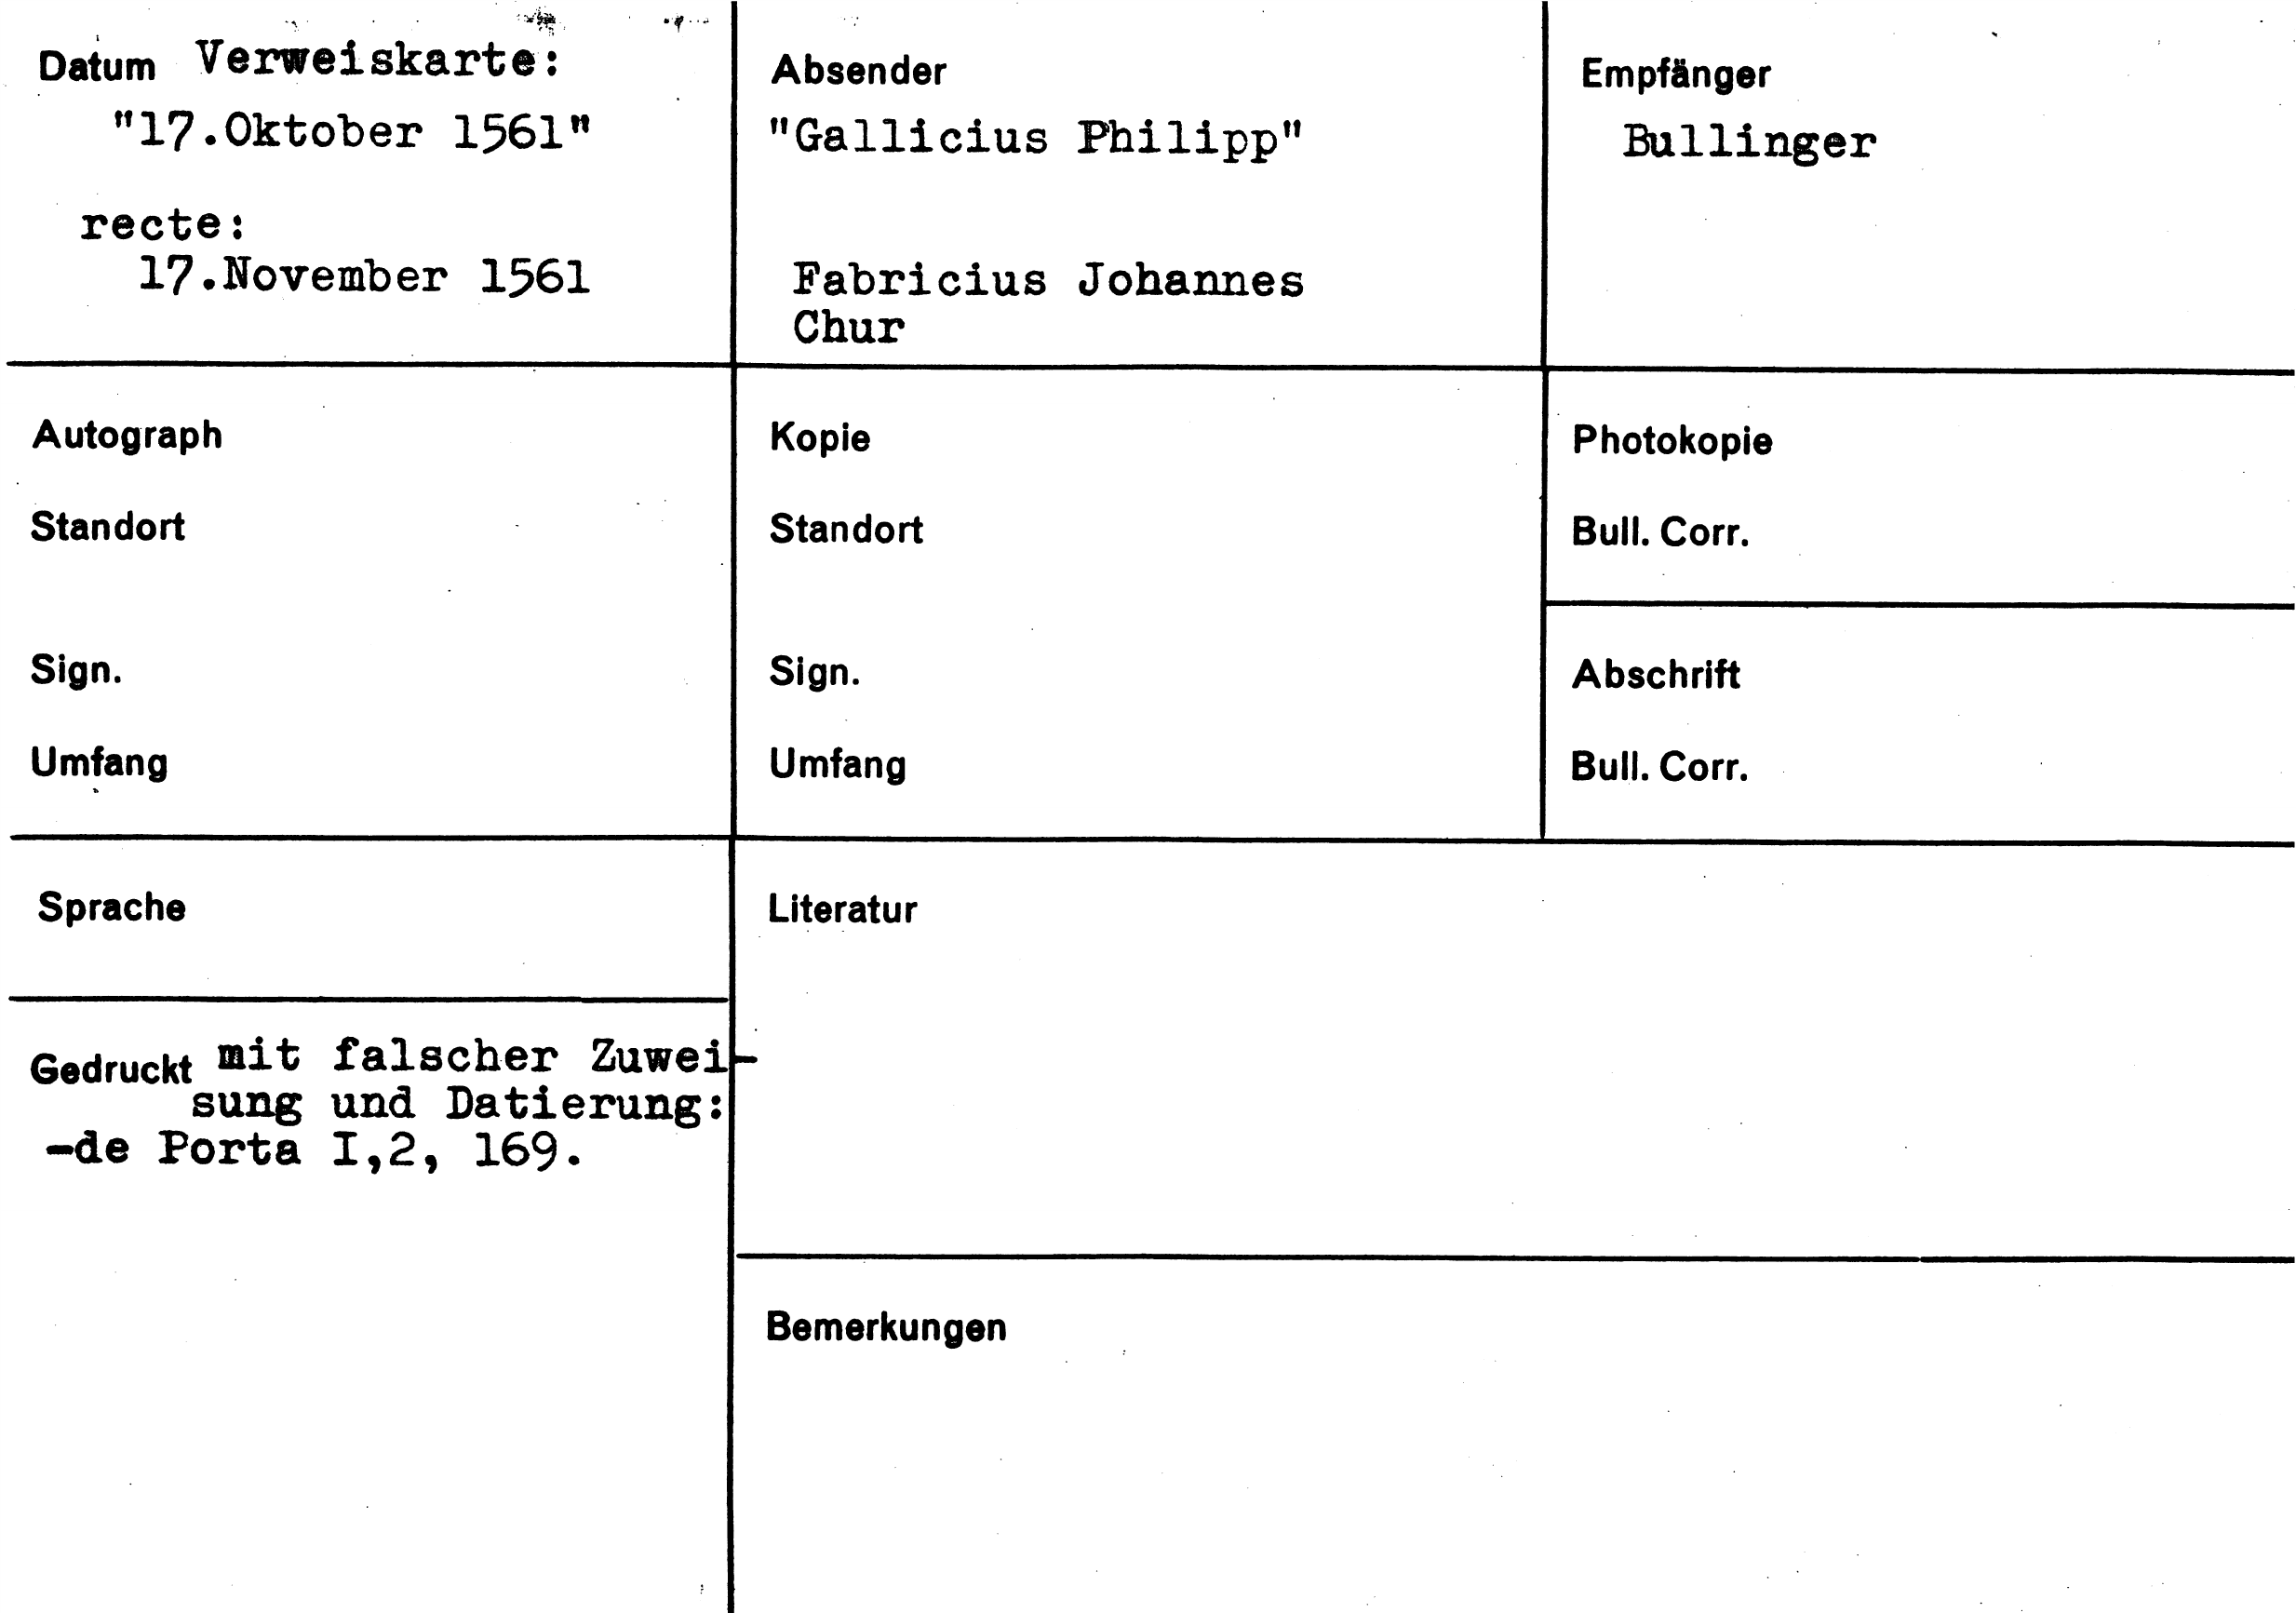 Datum Verweiskarte:
"17.Oktober 1561"
recte:
17.November 1561
Absender
"Gallicius Philipp"
Fabricius Johannes
Chur
Empfänger
Bullinger
Autograph
Standort
Sign.
Umfang
Kopie
Standort
Sign.
Umfang
Photokopie
Bull. Corr.
Abschrift
Bull. Corr.
Sprache
Gedruckt mit falscher Zuwei-
sung und Datierung:
-de Porta I,2, 169.
Literatur
Bemerkungen